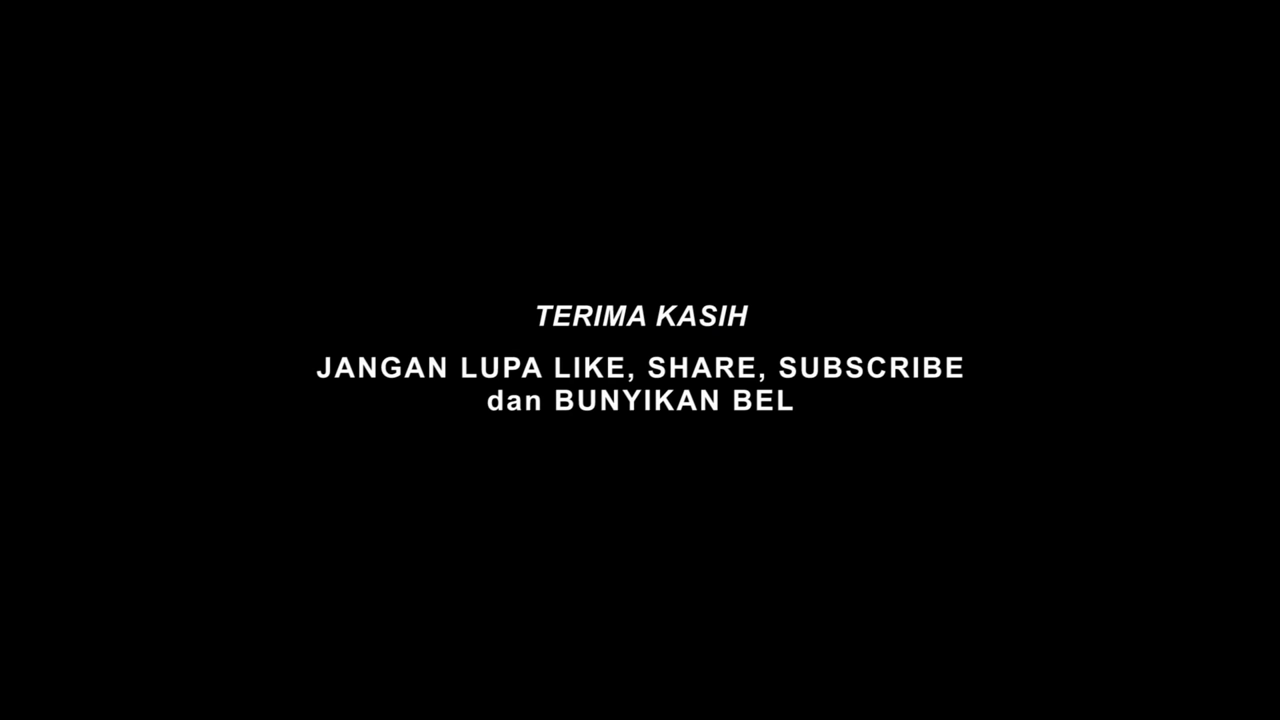 TERIMA KASIH
JANGAN LUPA LIKE, SHARE, SUBSCRIBE
dan BUNYIKAN BEL